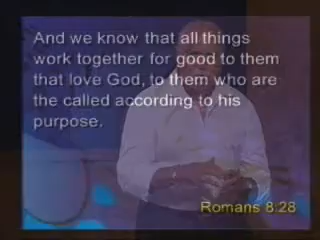 And we know that all things
work together for good to them
that love God, to them who are
the called according to his
purpose.
Romans 8:28